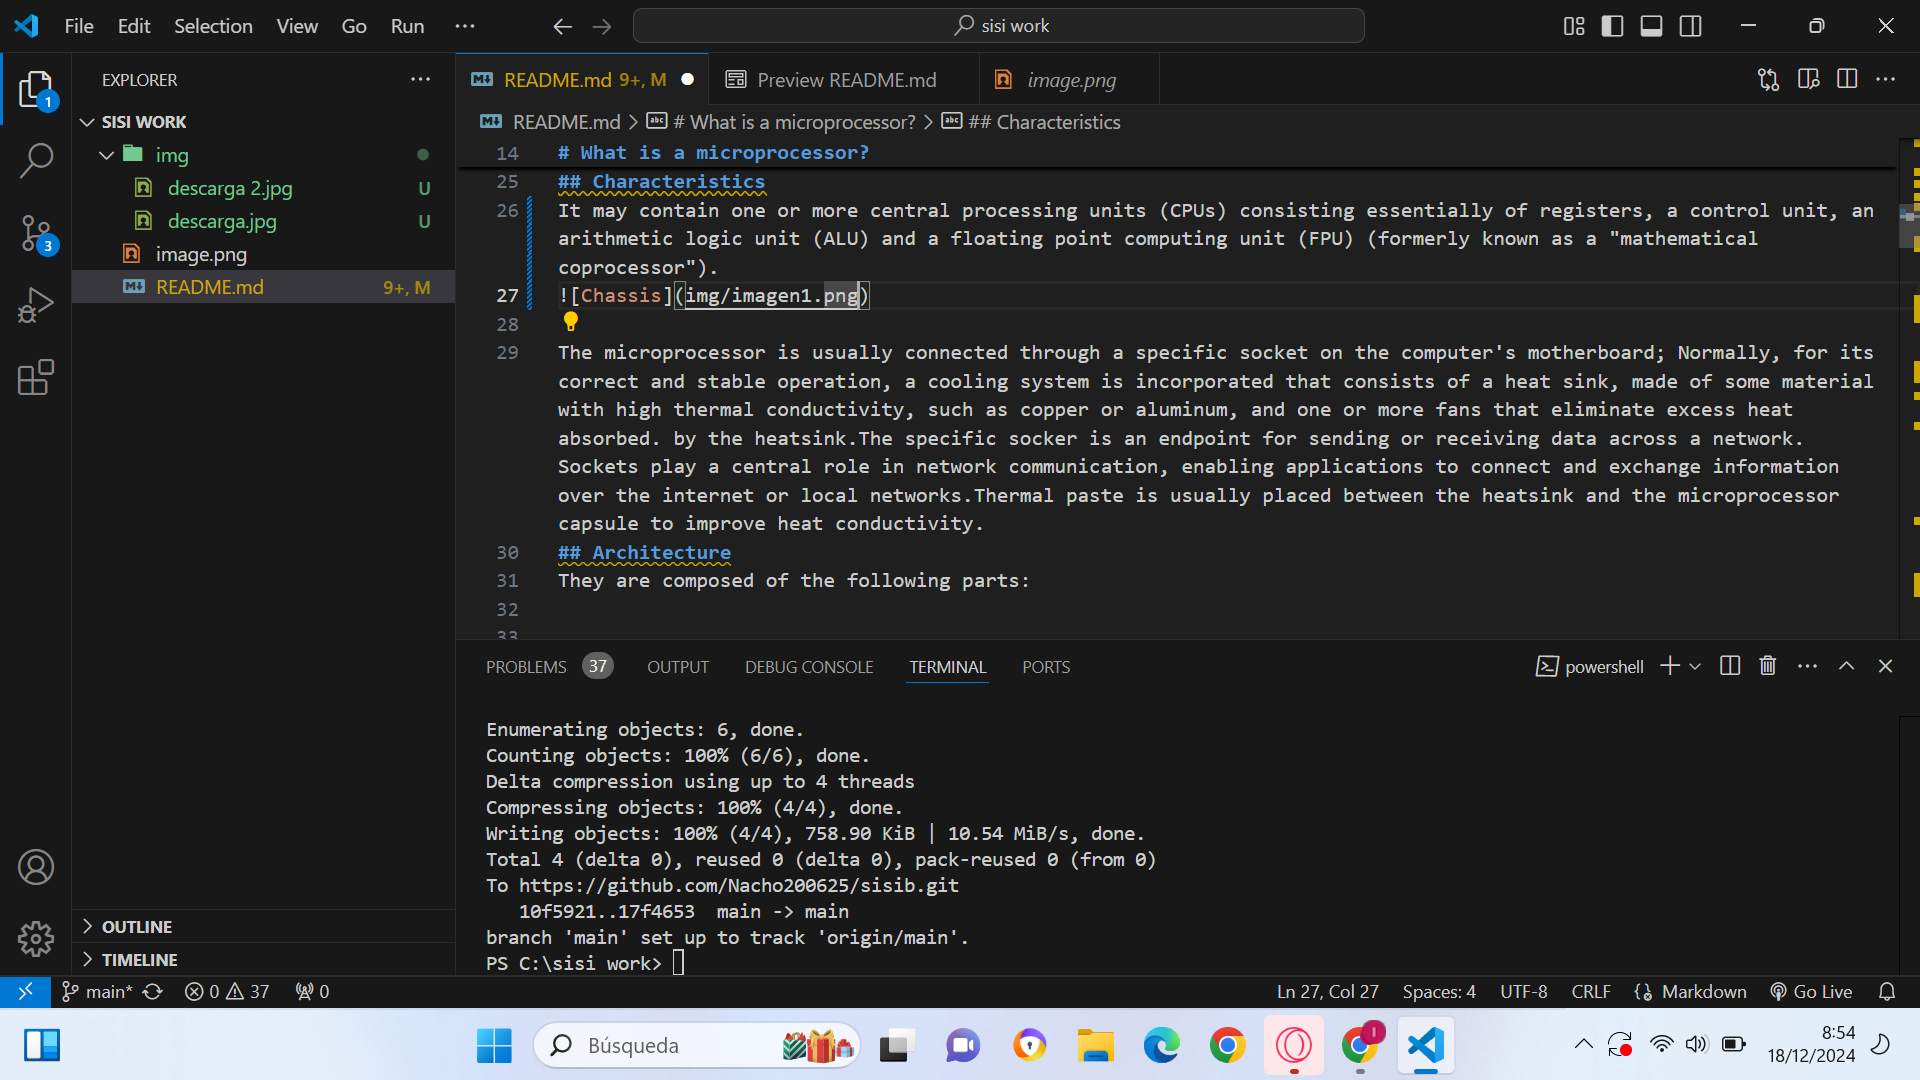 File Edit Selection View Go Run ···
sisi work
EXPLORER ···
SISI WORK
img
descarga 2.jpg U
descarga.jpg U
image.png
README.md 9+, M
OUTLINE
TIMELINE
1
3
README.md 9+, M ●
Preview README.md
image.png
README.md > # What is a microprocessor? > ## Characteristics
14 # What is a microprocessor?
25 ## Characteristics
26 It may contain one or more central processing units (CPUs) consisting essentially of registers, a control unit, an
arithmetic logic unit (ALU) and a floating point computing unit (FPU) (formerly known as a "mathematical
coprocessor").
27 ![Chassis](img/imagen1.png)
28
29 The microprocessor is usually connected through a specific socket on the computer's motherboard; Normally, for its
correct and stable operation, a cooling system is incorporated that consists of a heat sink, made of some material
with high thermal conductivity, such as copper or aluminum, and one or more fans that eliminate excess heat
absorbed. by the heatsink.The specific socker is an endpoint for sending or receiving data across a network.
Sockets play a central role in network communication, enabling applications to connect and exchange information
over the internet or local networks.Thermal paste is usually placed between the heatsink and the microprocessor
capsule to improve heat conductivity.
30 ## Architecture
31 They are composed of the following parts:
32
33
PROBLEMS 37 OUTPUT DEBUG CONSOLE TERMINAL PORTS
powershell
Enumerating objects: 6, done.
Counting objects: 100% (6/6), done.
Delta compression using up to 4 threads
Compressing objects: 100% (4/4), done.
Writing objects: 100% (4/4), 758.90 KiB | 10.54 MiB/s, done.
Total 4 (delta 0), reused 0 (delta 0), pack-reused 0 (from 0)
To https://github.com/Nacho200625/sisib.git
10f5921..17f4653  main -> main
branch 'main' set up to track 'origin/main'.
PS C:\sisi work>
main* 0 37 0
Ln 27, Col 27 Spaces: 4 UTF-8 CRLF Markdown Go Live
Búsqueda
8:54
18/12/2024